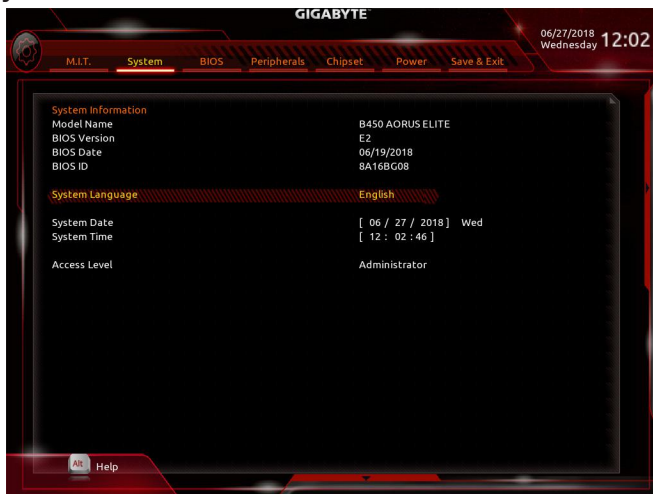 GIGABYTE™
06/27/2018 Wednesday 12:02
M.I.T. System BIOS Peripherals Chipset Power Save & Exit
System Information
Model Name B450 AORUS ELITE
BIOS Version E2
BIOS Date 06/19/2018
BIOS ID 8A16BG08
System Language English
System Date [ 06 / 27 / 2018 ] Wed
System Time [ 12 : 02 : 46 ]
Access Level Administrator
Alt Help